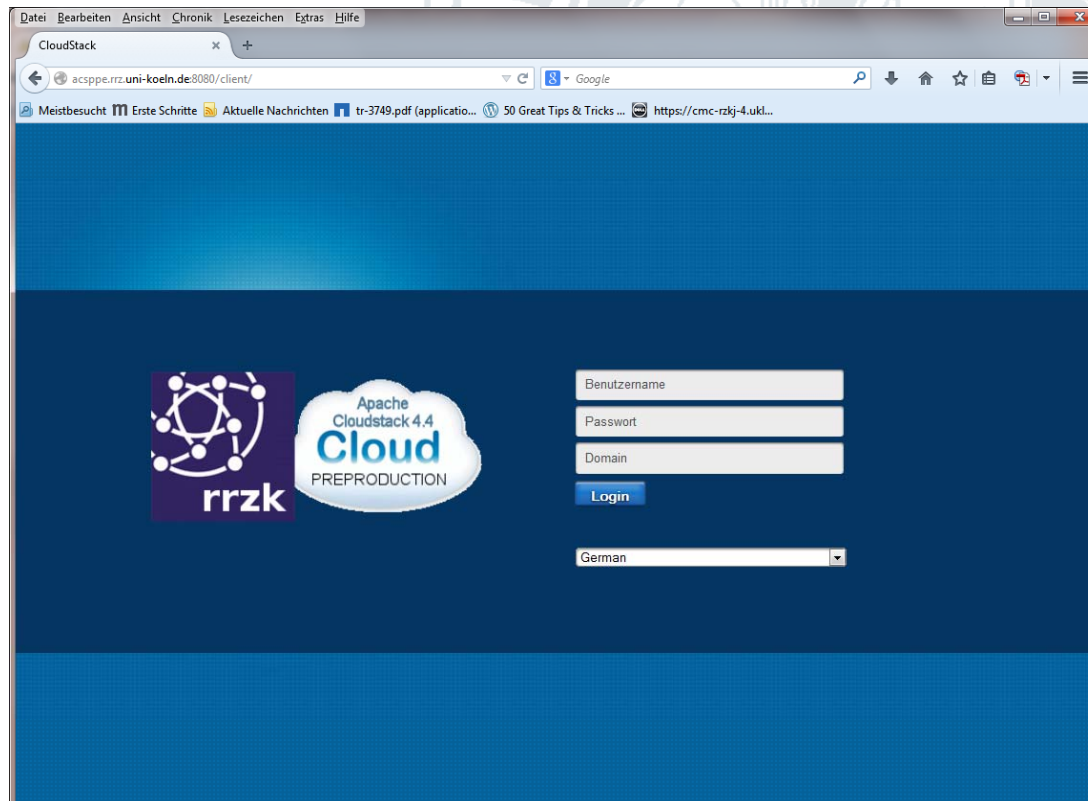 Datei Bearbeiten Ansicht Chronik Lesezeichen Extras Hilfe
CloudStack × +
acsppe.rrz.uni-koeln.de:8080/client/ 8 Google
Meistbesucht m Erste Schritte Aktuelle Nachrichten tr-3749.pdf (applicatio... 50 Great Tips & Tricks ... https://cmc-rzkj-4.ukl...
rrzk
Apache
Cloudstack 4.4
Cloud
PREPRODUCTION
Benutzername
Passwort
Domain
Login
German